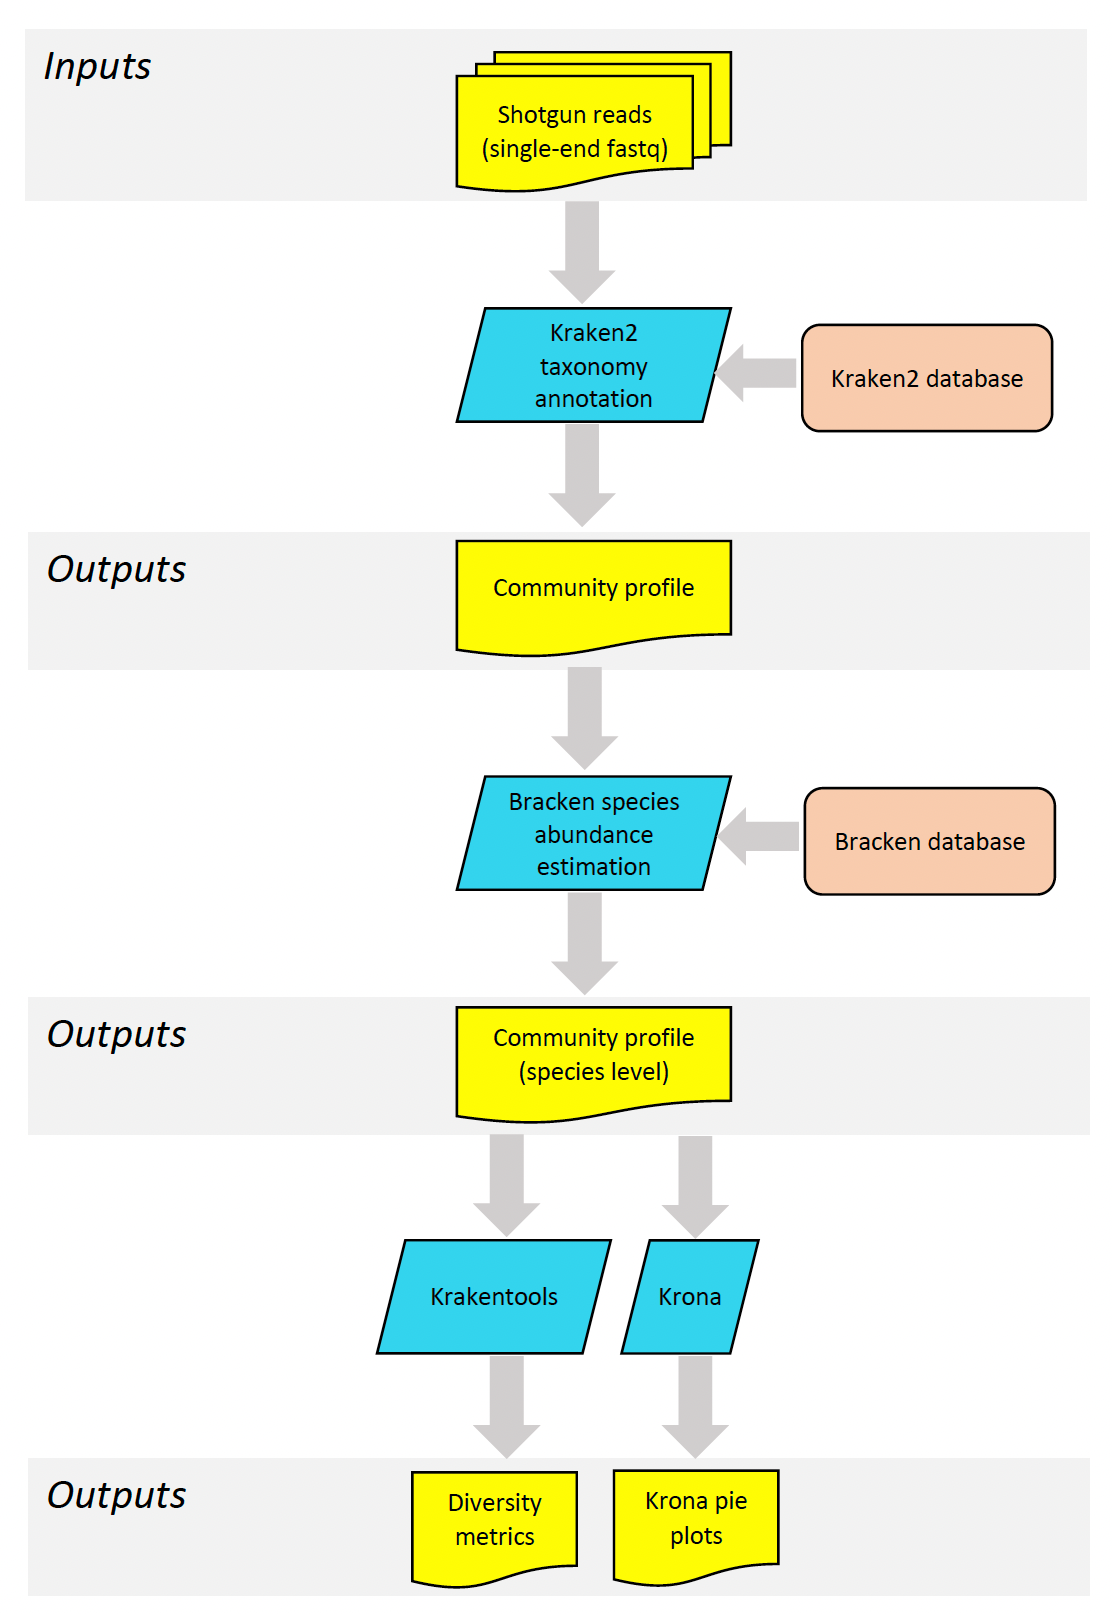 Inputs
Shotgun reads
(single-end fastq)
Kraken2
taxonomy
annotation
Kraken2 database
Outputs
Community profile
Bracken species
abundance
estimation
Bracken database
Outputs
Community profile
(species level)
Krakentools
Krona
Outputs
Diversity
metrics
Krona pie
plots